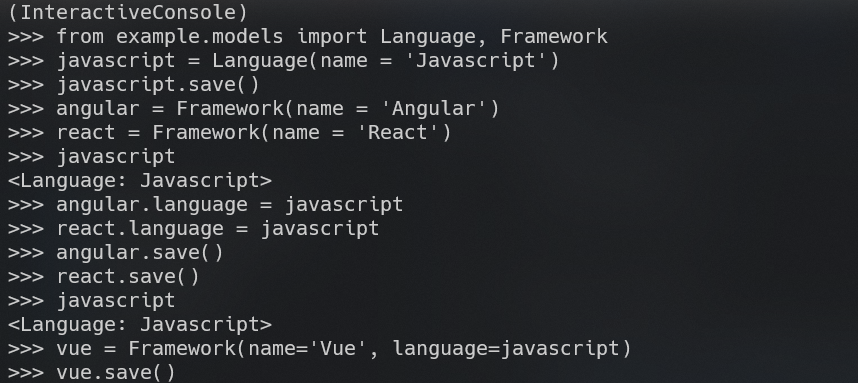 (InteractiveConsole)
>>> from example.models import Language, Framework
>>> javascript = Language(name = 'Javascript')
>>> javascript.save()
>>> angular = Framework(name = 'Angular')
>>> react = Framework(name = 'React')
>>> javascript
<Language: Javascript>
>>> angular.language = javascript
>>> react.language = javascript
>>> angular.save()
>>> react.save()
>>> javascript
<Language: Javascript>
>>> vue = Framework(name='Vue', language=javascript)
>>> vue.save()